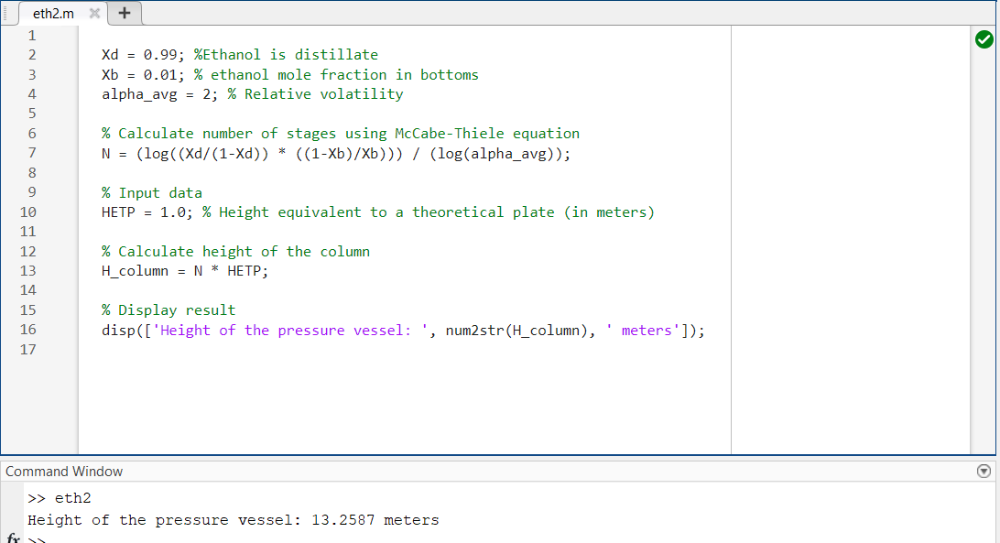 eth2.m
1
2 Xd = 0.99; %Ethanol is distillate
3 Xb = 0.01; % ethanol mole fraction in bottoms
4 alpha_avg = 2; % Relative volatility
5
6 % Calculate number of stages using McCabe-Thiele equation
7 N = (log((Xd/(1-Xd)) * ((1-Xb)/Xb))) / (log(alpha_avg));
8
9 % Input data
10 HETP = 1.0; % Height equivalent to a theoretical plate (in meters)
11
12 % Calculate height of the column
13 H_column = N * HETP;
14
15 % Display result
16 disp(['Height of the pressure vessel: ', num2str(H_column), ' meters']);
17
Command Window
>> eth2
Height of the pressure vessel: 13.2587 meters
fx >>